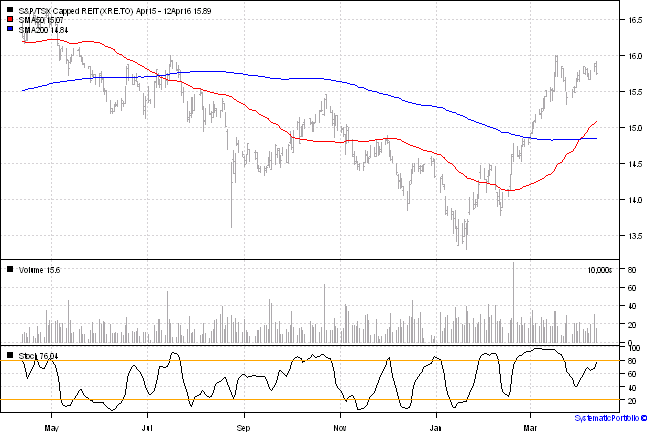 S&P/TSX Capped REIT (XRE.TO) Apr15 - 12Apr16 15.89
SMA50 15.07
SMA200 14.84
16.5
16.0
15.5
15.0
14.5
14.0
13.5
Volume 15.6
10,000s
80
60
40
20
0
Stoch 76.04
100
80
60
40
20
May
Jul
Sep
Nov
Jan
Mar
SystematicPortfolio ©